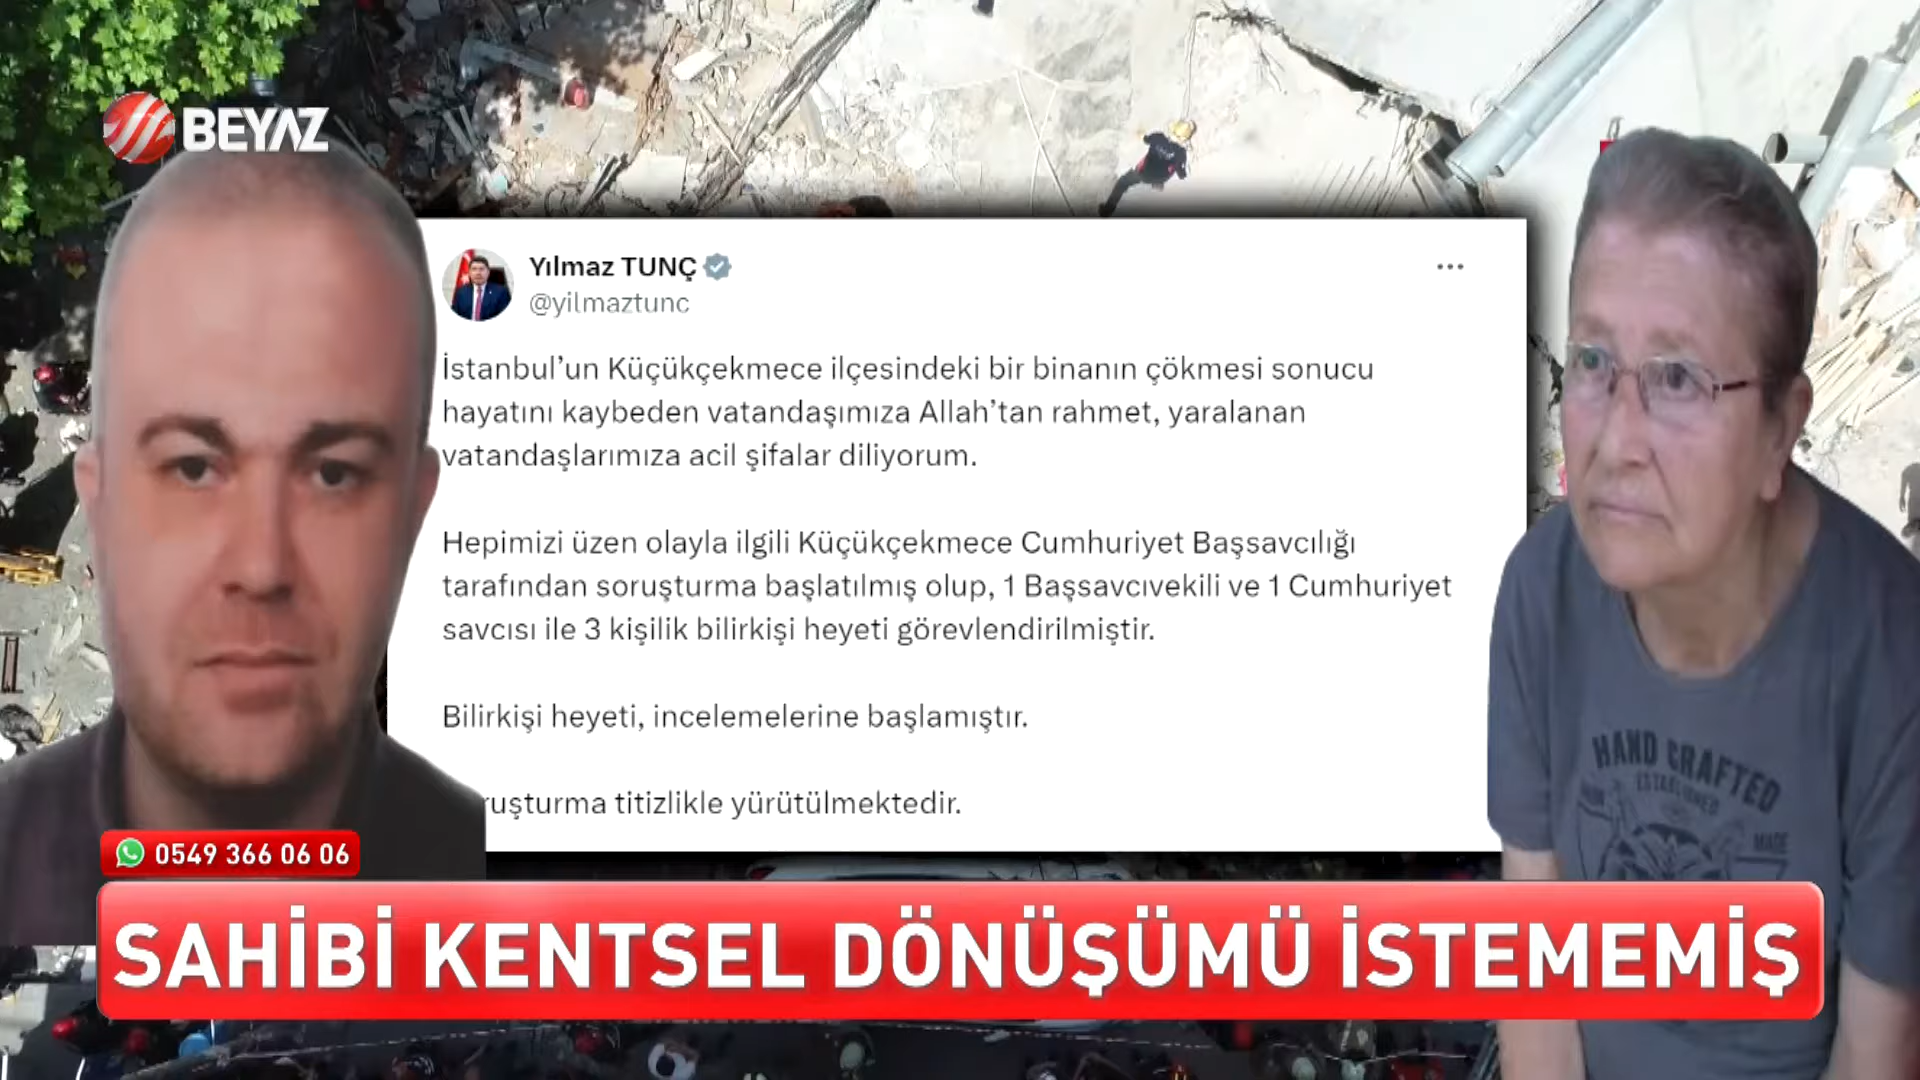 BEYAZ
Yılmaz TUNÇ
@yilmaztunc
İstanbul’un Küçükçekmece ilçesindeki bir binanın çökmesi sonucu
hayatını kaybeden vatandaşımıza Allah’tan rahmet, yaralanan
vatandaşlarımıza acil şifalar diliyorum.
Hepimizi üzen olayla ilgili Küçükçekmece Cumhuriyet Başsavcılığı
tarafından soruşturma başlatılmış olup, 1 Başsavcıvekili ve 1 Cumhuriyet
savcısı ile 3 kişilik bilirkişi heyeti görevlendirilmiştir.
Bilirkişi heyeti, incelemelerine başlamıştır.
ruşturma titizlikle yürütülmektedir.
HAND CRAFTED
ESTABLISHED
MADE
0549 366 06 06
SAHİBİ KENTSEL DÖNÜŞÜMÜ İSTEMEMİŞ